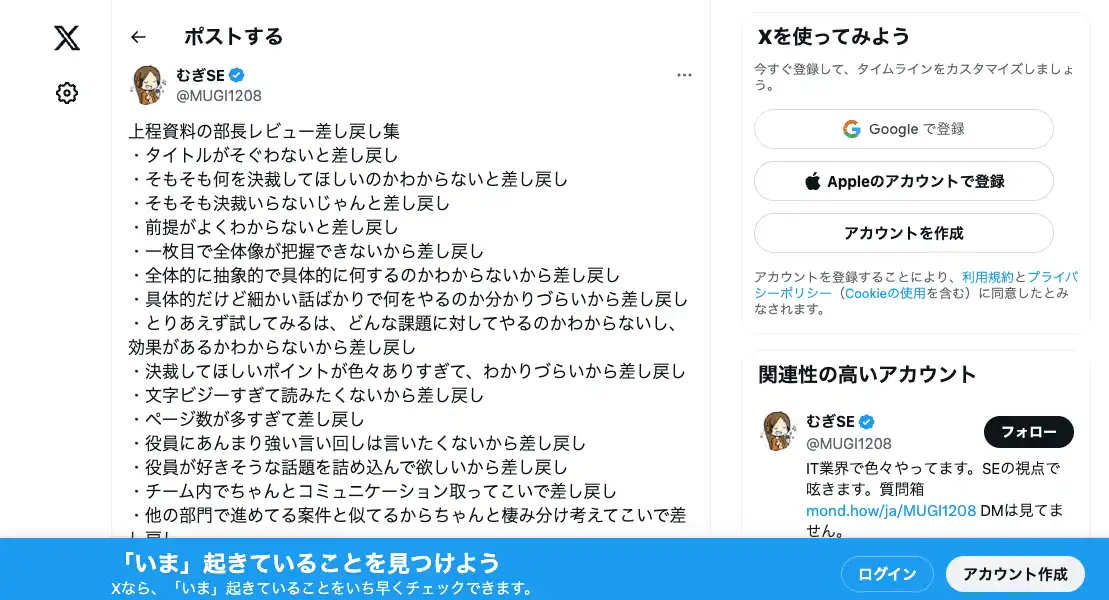 ポストする
むぎSE
@MUGI1208
上程資料の部長レビュー差し戻し集
・タイトルがそぐわないと差し戻し
・そもそも何を決裁してほしいのかわからないと差し戻し
・そもそも決裁いらないじゃんと差し戻し
・前提がよくわからないと差し戻し
・一枚目で全体像が把握できないから差し戻し
・全体的に抽象的で具体的に何するのかわからないから差し戻し
・具体的だけど細かい話ばかりで何をやるのか分かりづらいから差し戻し
・とりあえず試してみるは、どんな課題に対してやるのかわからないし、
効果があるかわからないから差し戻し
・決裁してほしいポイントが色々ありすぎて、わかりづらいから差し戻し
・文字ビジーすぎて読みたくないから差し戻し
・ページ数が多すぎて差し戻し
・役員にあんまり強い言い回しは言いたくないから差し戻し
・役員が好きそうな話題を詰め込んで欲しいから差し戻し
・チーム内でちゃんとコミュニケーション取ってこいで差し戻し
・他の部門で進めてる案件と似てるからちゃんと棲み分け考えてこいで差
し戻し
Xを使ってみよう
今すぐ登録して、タイムラインをカスタマイズしましょ
う。
Google で登録
Appleのアカウントで登録
アカウントを作成
アカウントを登録することにより、利用規約とプライバ
シーポリシー（Cookieの使用を含む）に同意したとみ
なされます。
関連性の高いアカウント
むぎSE
@MUGI1208
フォロー
IT業界で色々やってます。SEの視点で
呟きます。質問箱
mond.how/ja/MUGI1208 DMは見てま
せん。
「いま」起きていることを見つけよう
Xなら、「いま」起きていることをいち早くチェックできます。
ログイン
アカウント作成